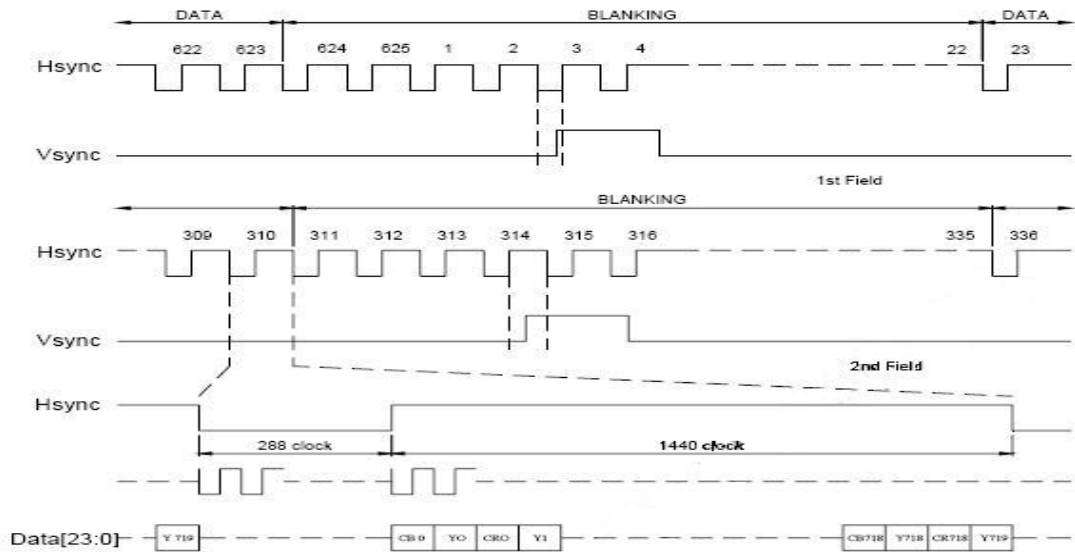 DATA BLANKING DATA
622 623 624 625 1 2 3 4 22 23
Hsync
Vsync
1st Field
BLANKING
309 310 311 312 313 314 315 316 335 336
Hsync
Vsync
2nd Field
Hsync
288 clock 1440 clock
Data[23:0] Y 719 CB 0 YO CRO Y1 CB718 Y718 CR718 Y719